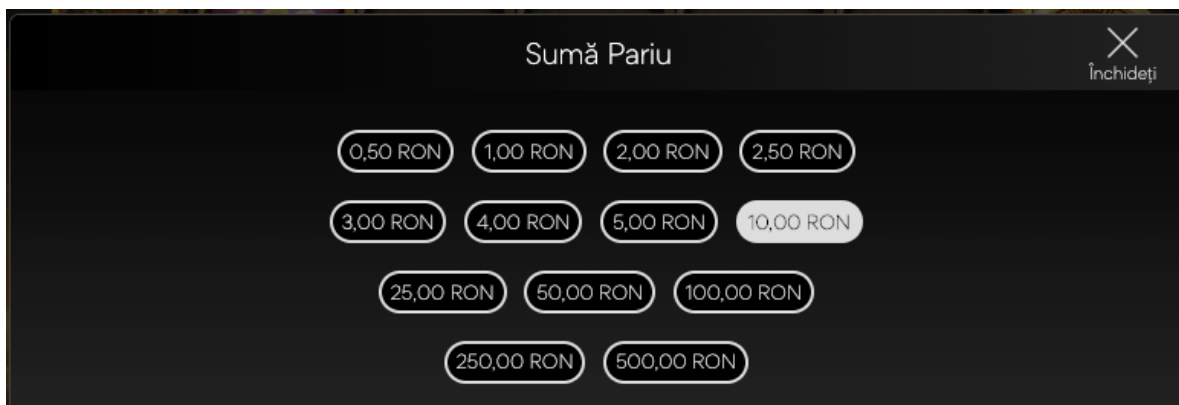 Sumă Pariu
Închideți
0,50 RON 1,00 RON 2,00 RON 2,50 RON
3,00 RON 4,00 RON 5,00 RON 10,00 RON
25,00 RON 50,00 RON 100,00 RON
250,00 RON 500,00 RON